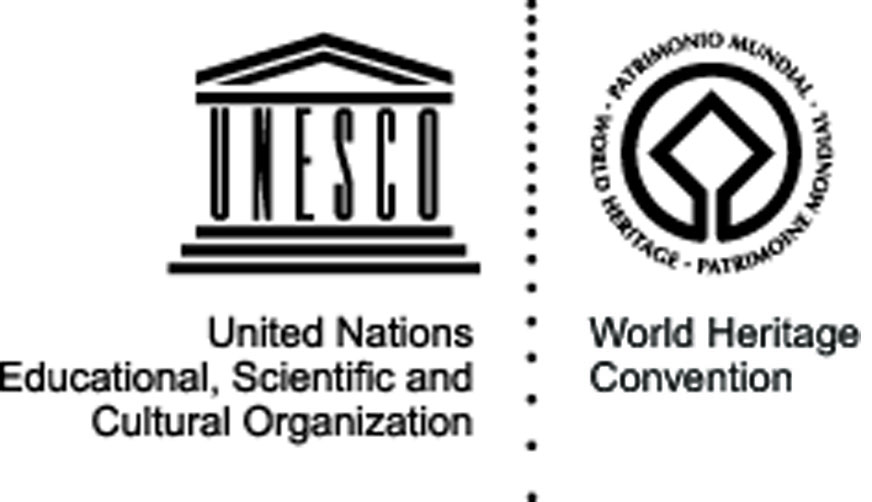 UNESCO
United Nations
Educational, Scientific and
Cultural Organization
WORLD HERITAGE - PATRIMOINE MONDIAL - PATRIMONIO MUNDIAL -
World Heritage
Convention